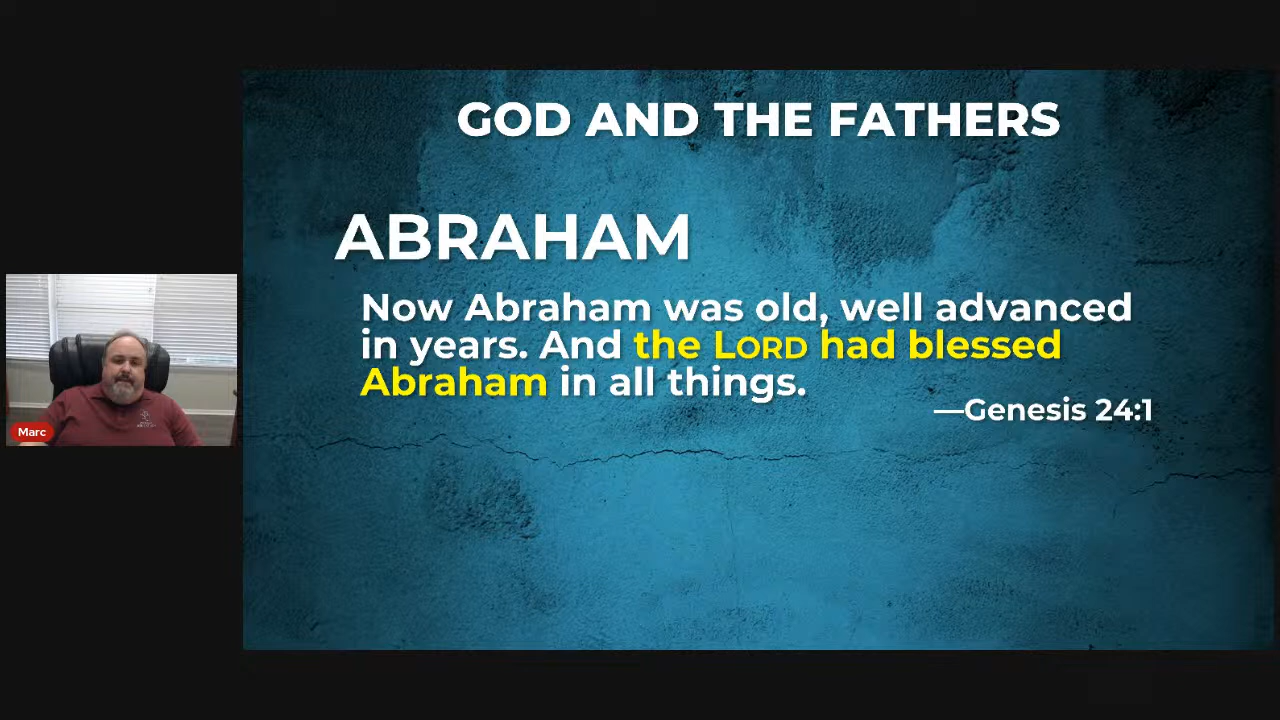 GOD AND THE FATHERS
ABRAHAM
Now Abraham was old, well advanced
in years. And the LORD had blessed
Abraham in all things.
—Genesis 24:1
Marc